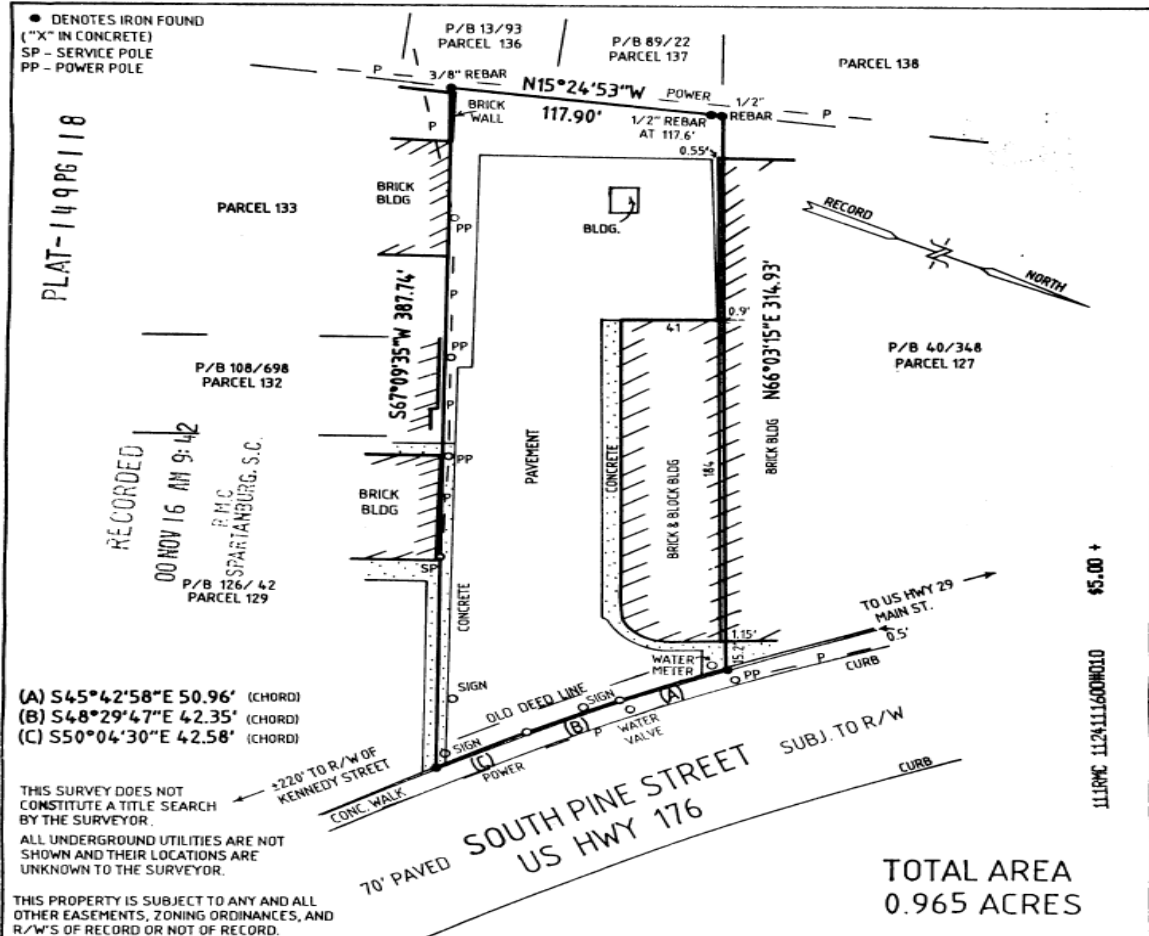 ● DENOTES IRON FOUND
("X" IN CONCRETE)
SP - SERVICE POLE
PP - POWER POLE
P/B 13/93
PARCEL 136
P/B 89/22
PARCEL 137
PARCEL 138
P
3/8" REBAR
N15°24'53"W
POWER
1/2"
REBAR
P
BRICK
WALL
117.90'
1/2" REBAR
AT 117.6'
P
0.55'
PLAT-149PG118
BRICK
BLDG
PARCEL 133
PP
BLDG.
RECORD
NORTH
S67°09'35"W 387.74'
P
N66°03'15"E 314.93'
0.9'
41
PP
P/B 108/698
PARCEL 132
P/B 40/348
PARCEL 127
P
RECORDED
00 NOV 16 AM 9:42
R.M.C.
SPARTANBURG, S.C.
PAVEMENT
CONCRETE
BRICK & BLOCK BLDG
184
BRICK BLDG
PP
P
BRICK
BLDG
SP
P/B 126/42
PARCEL 129
CONCRETE
TO US HWY 29
MAIN ST.
0.5'
1.15'
15.2'
WATER
METER
P
CURB
PP
$5.00 +
(A) S45°42'58"E 50.96' (CHORD)
(B) S48°29'47"E 42.35' (CHORD)
(C) S50°04'30"E 42.58' (CHORD)
SIGN
OLD DEED LINE
SIGN
(A)
(B)
P
WATER
VALVE
SIGN
(C)
POWER
±220' TO R/W OF
KENNEDY STREET
CONC. WALK
70' PAVED
SOUTH PINE STREET
US HWY 176
SUBJ. TO R/W
CURB
THIS SURVEY DOES NOT
CONSTITUTE A TITLE SEARCH
BY THE SURVEYOR.
ALL UNDERGROUND UTILITIES ARE NOT
SHOWN AND THEIR LOCATIONS ARE
UNKNOWN TO THE SURVEYOR.
THIS PROPERTY IS SUBJECT TO ANY AND ALL
OTHER EASEMENTS, ZONING ORDINANCES, AND
R/W'S OF RECORD OR NOT OF RECORD.
TOTAL AREA
0.965 ACRES